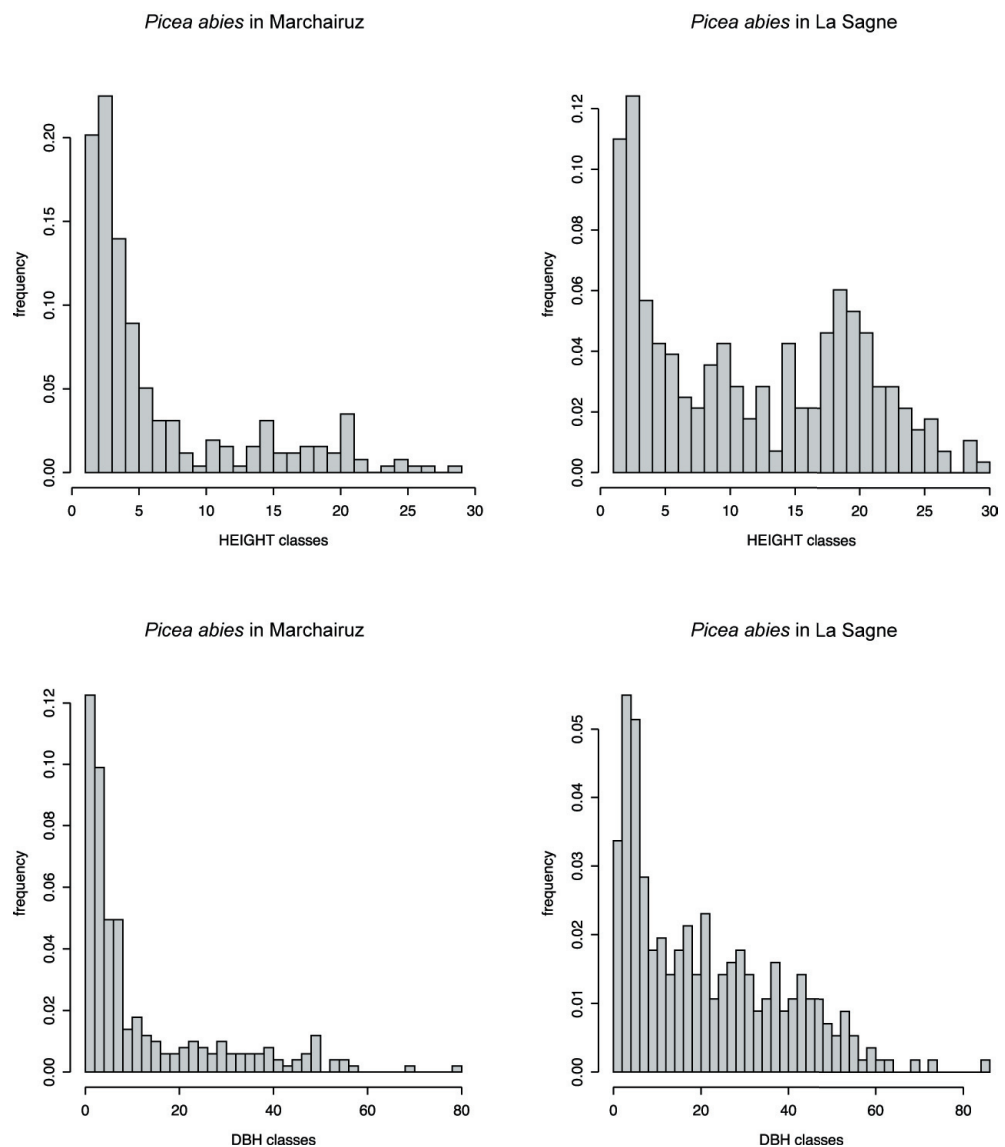 Picea abies in Marchairuz
frequency
0.00 0.05 0.10 0.15 0.20
0 5 10 15 20 25 30
HEIGHT classes
Picea abies in La Sagne
frequency
0.00 0.02 0.04 0.06 0.08 0.10 0.12
0 5 10 15 20 25 30
HEIGHT classes
Picea abies in Marchairuz
frequency
0.00 0.02 0.04 0.06 0.08 0.10 0.12
0 20 40 60 80
DBH classes
Picea abies in La Sagne
frequency
0.00 0.01 0.02 0.03 0.04 0.05
0 20 40 60 80
DBH classes